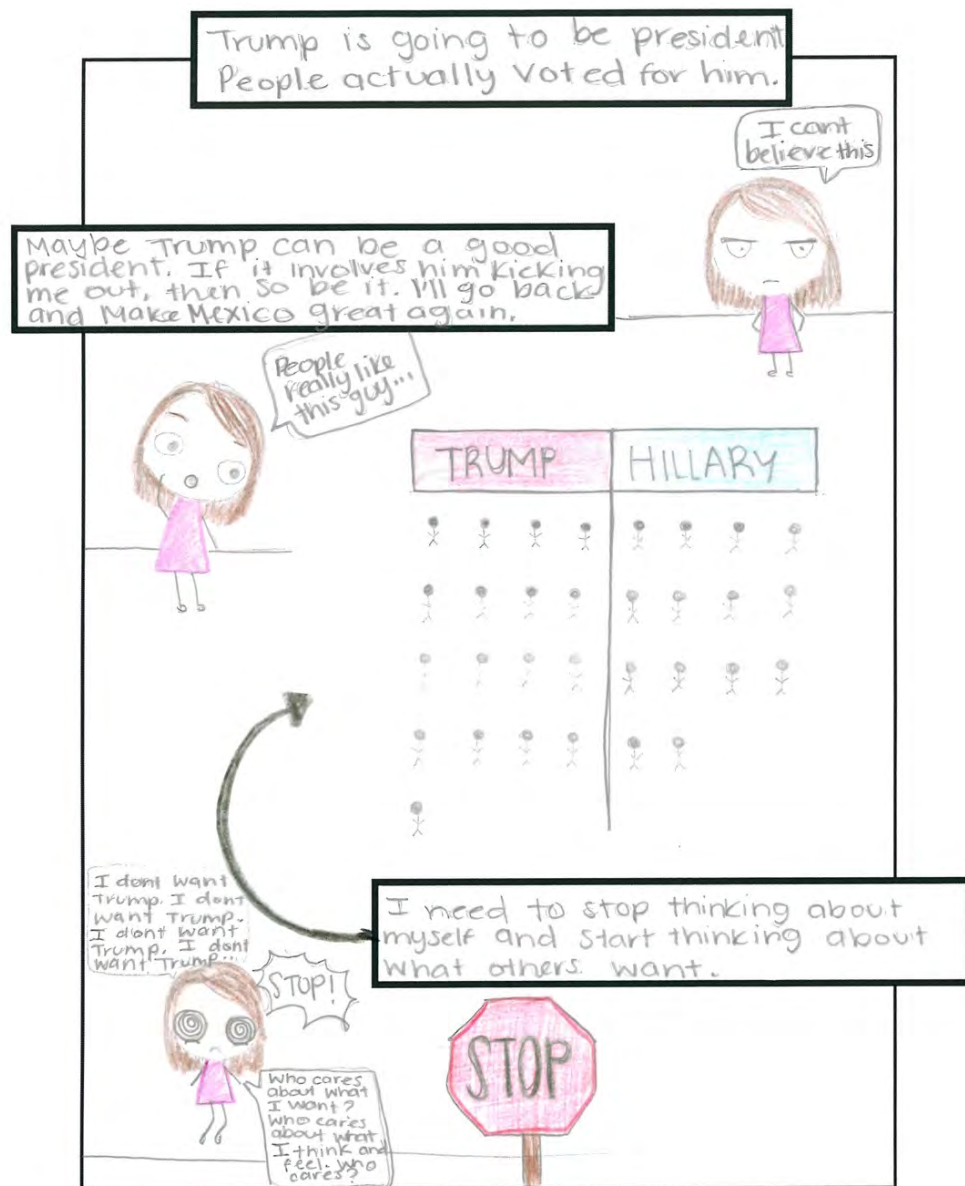 Trump is going to be president
People actually Voted for him.
I cant
believe this
Maybe Trump can be a good
president. If it involves him kicking
me out, then so be it. I'll go back
and Make Mexico great again.
People
really like
this guy...
TRUMP
HILLARY
I dont want
Trump. I dont
want Trump.
I dont want
Trump. I dont
want Trump...
STOP!
I need to stop thinking about
myself and start thinking about
what others want.
Who cares
about what
I want?
Who cares
about what
I think and
feel. Who
cares?
STOP